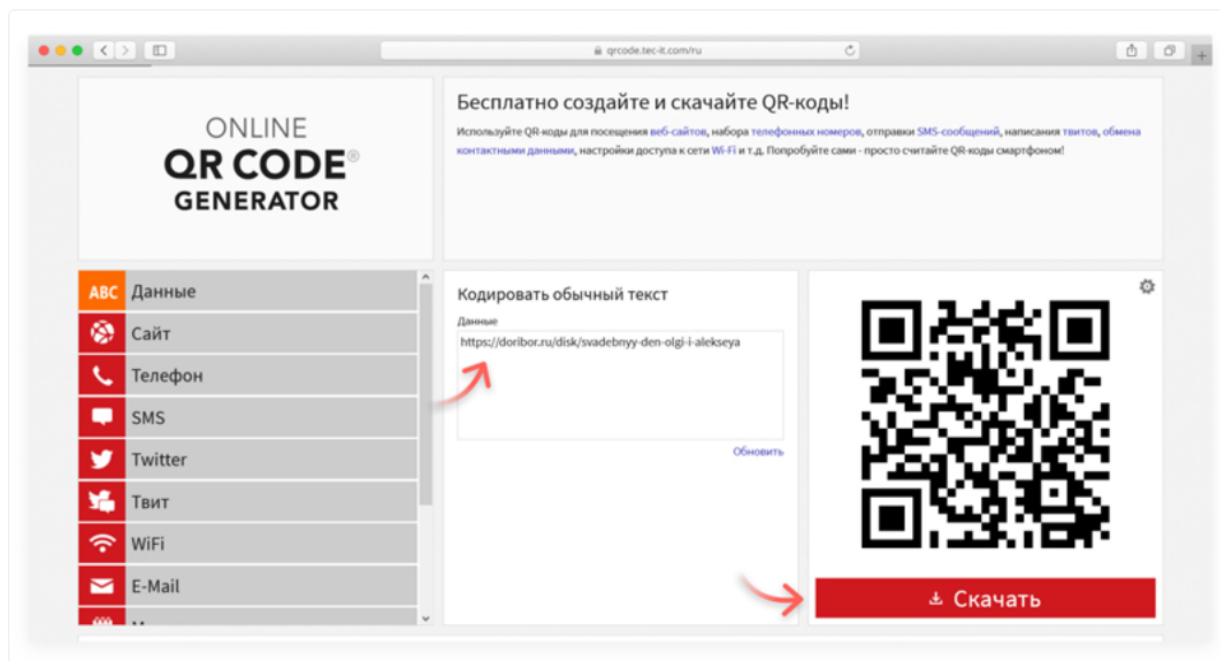 qrcode.tec-it.com/ru
ONLINE
QR CODE®
GENERATOR
Бесплатно создайте и скачайте QR-коды!
Используйте QR-коды для посещения веб-сайтов, набора телефонных номеров, отправки SMS-сообщений, написания твитов, обмена
контактными данными, настройки доступа к сети Wi-Fi и т.д. Попробуйте сами - просто считайте QR-коды смартфоном!
ABC Данные
Сайт
Телефон
SMS
Twitter
Твит
WiFi
E-Mail
Кодировать обычный текст
Данные
https://doribor.ru/disk/svadebnyy-den-olgi-i-alekseya
Обновить
Скачать